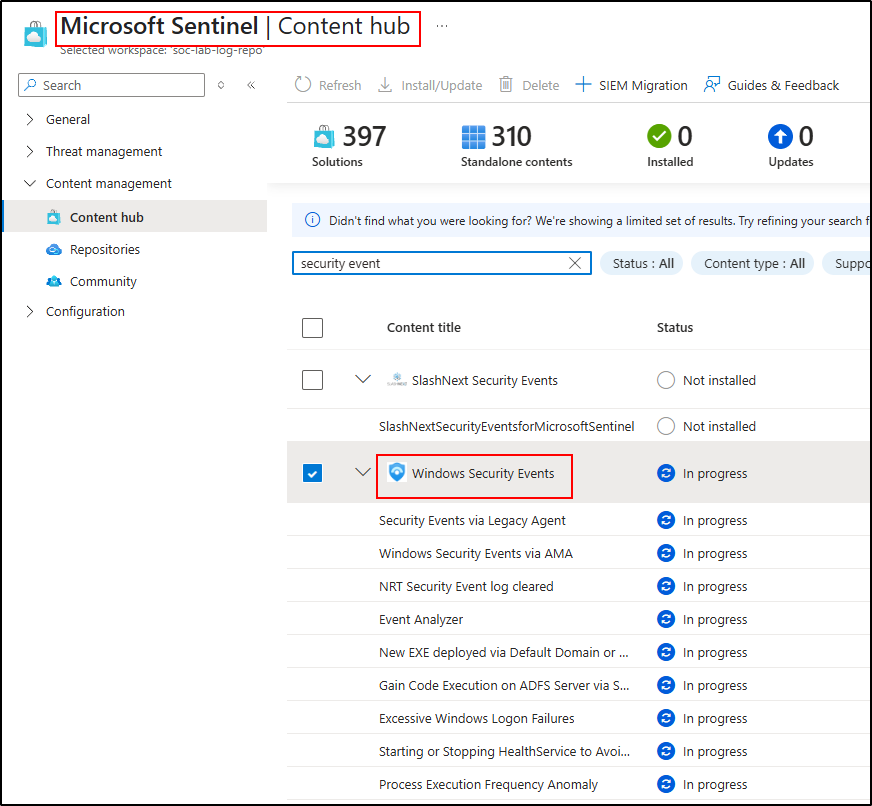 Microsoft Sentinel | Content hub ...
Selected workspace: 'soc-lab-log-repo'
Search
General
Threat management
Content management
Content hub
Repositories
Community
Configuration
Refresh Install/Update Delete SIEM Migration Guides & Feedback
397 310 0 0
Solutions Standalone contents Installed Updates
Didn't find what you were looking for? We're showing a limited set of results. Try refining your search f
security event Status : All Content type : All Suppo
Content title Status
SlashNext Security Events Not installed
SlashNextSecurityEventsforMicrosoftSentinel Not installed
Windows Security Events In progress
Security Events via Legacy Agent In progress
Windows Security Events via AMA In progress
NRT Security Event log cleared In progress
Event Analyzer In progress
New EXE deployed via Default Domain or ... In progress
Gain Code Execution on ADFS Server via S... In progress
Excessive Windows Logon Failures In progress
Starting or Stopping HealthService to Avoi... In progress
Process Execution Frequency Anomaly In progress